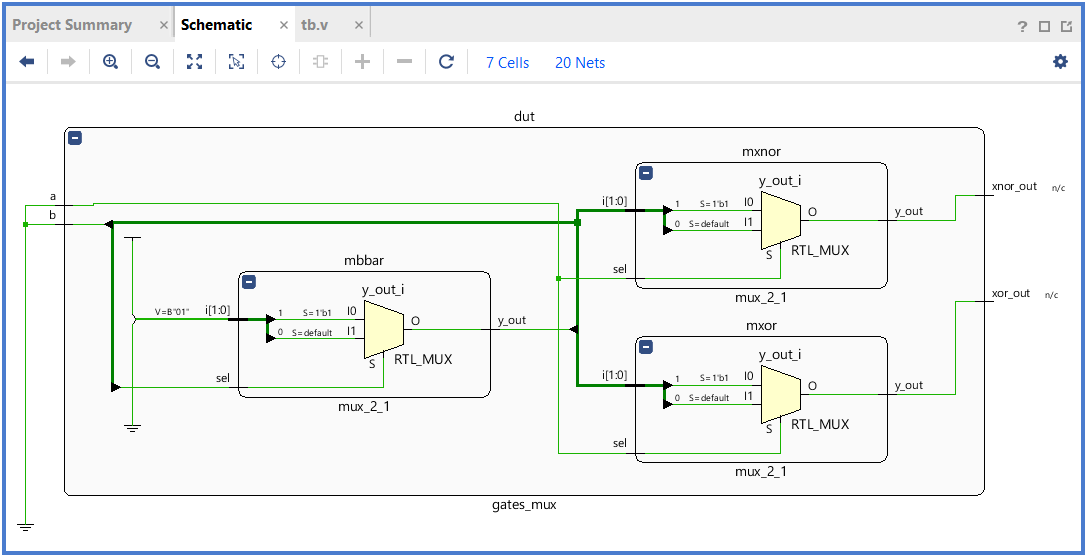 Project Summary × Schematic × tb.v × ?
7 Cells 20 Nets
dut
mxnor
a
b
i[1:0] 1 S=1'b1 I0 y_out_i
0 S=default I1 O y_out
S RTL_MUX
sel
mux_2_1
xnor_out n/c
mbbar
V=B"01" i[1:0] 1 S=1'b1 I0 y_out_i
0 S=default I1 O y_out
S RTL_MUX
sel
mux_2_1
xor_out n/c
mxor
i[1:0] 1 S=1'b1 I0 y_out_i
0 S=default I1 O y_out
S RTL_MUX
sel
mux_2_1
gates_mux